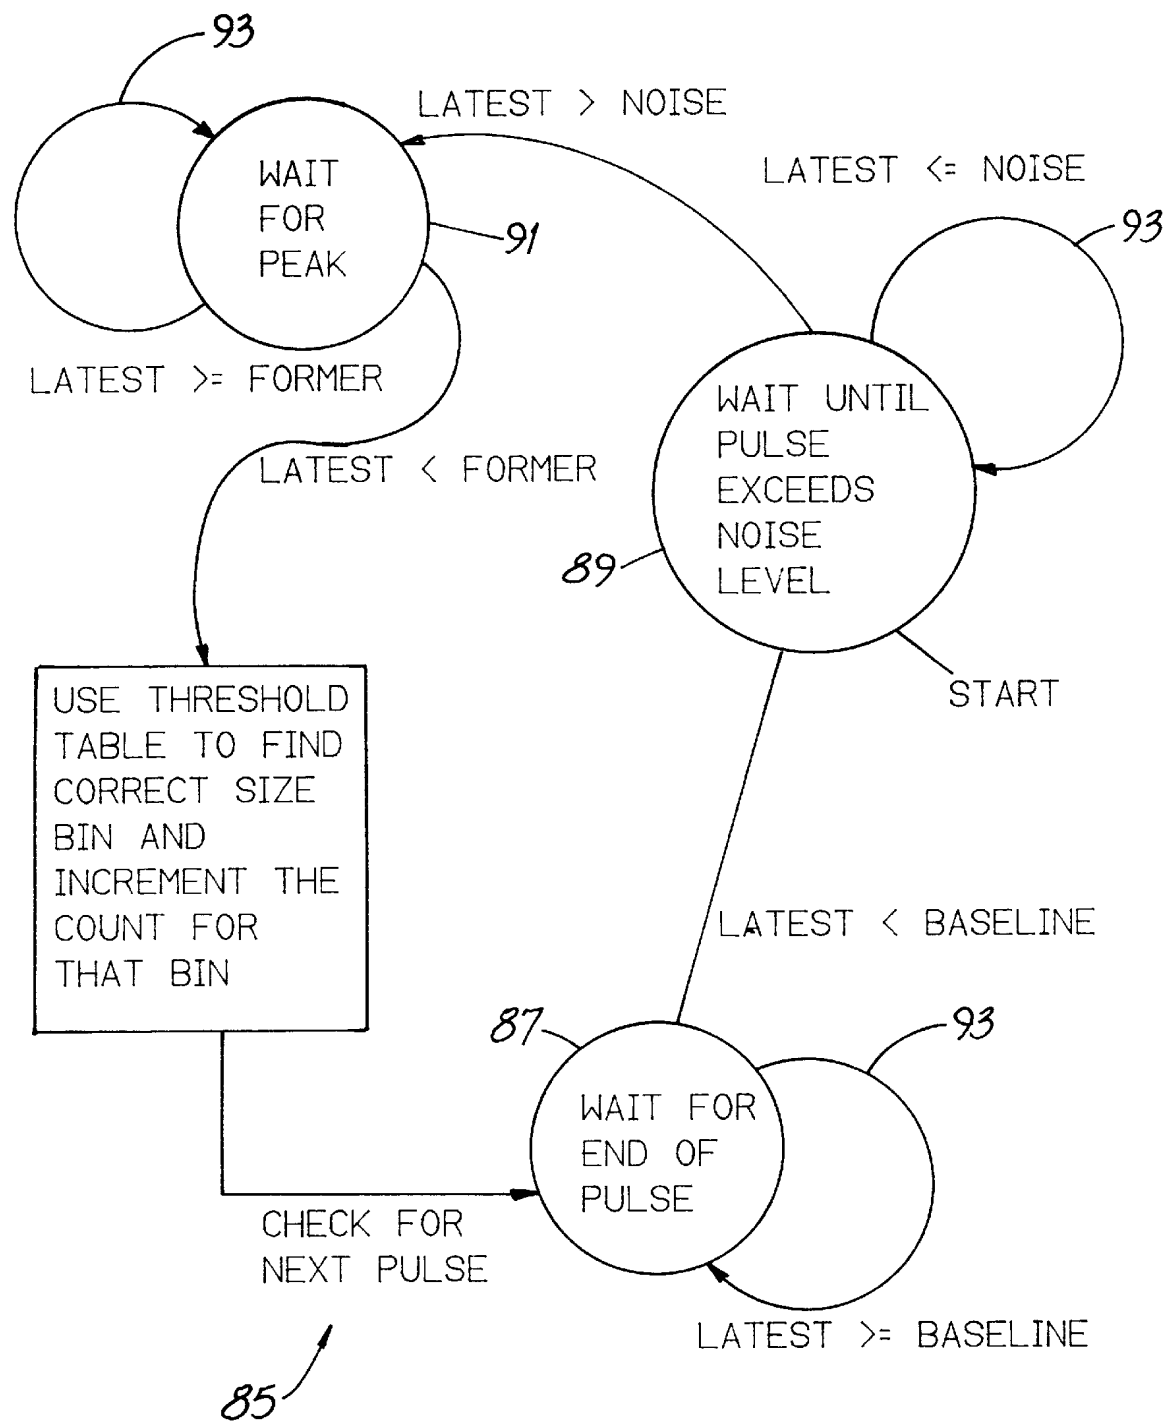 93
LATEST > NOISE
LATEST <= NOISE
93
WAIT
FOR
PEAK
91
LATEST >= FORMER
LATEST < FORMER
WAIT UNTIL
PULSE
EXCEEDS
NOISE
LEVEL
89
START
USE THRESHOLD
TABLE TO FIND
CORRECT SIZE
BIN AND
INCREMENT THE
COUNT FOR
THAT BIN
LATEST < BASELINE
87
93
WAIT FOR
END OF
PULSE
CHECK FOR
NEXT PULSE
LATEST >= BASELINE
85